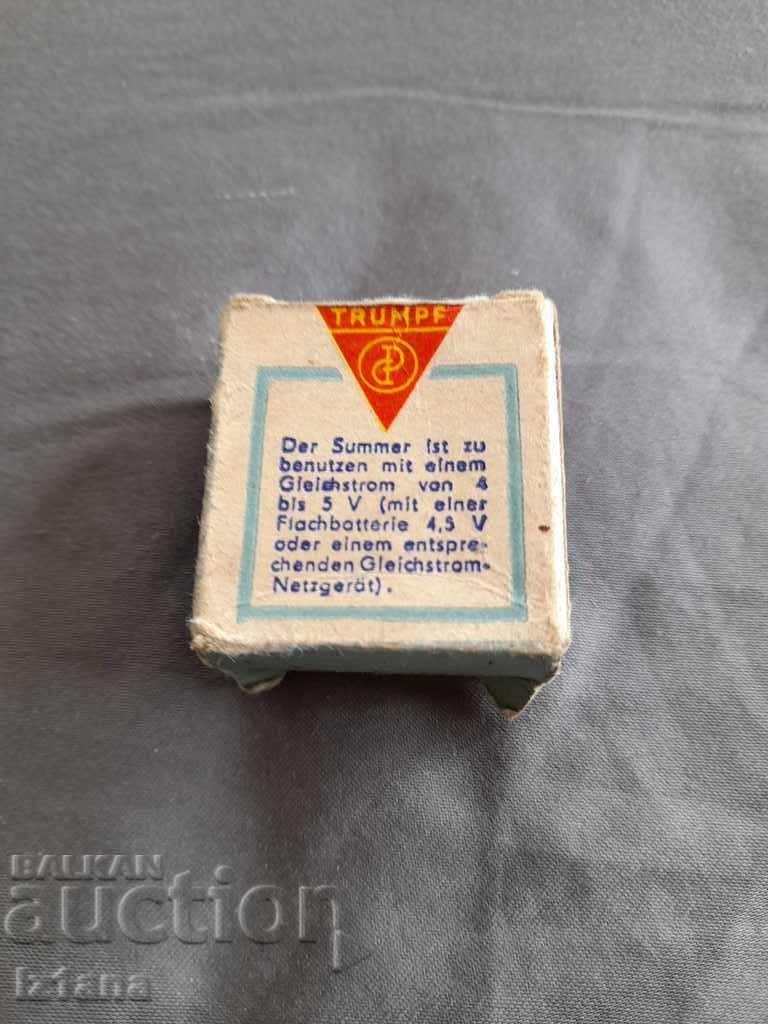 TRUMPF
Der Summer ist zu
benutzen mit einem
Gleichstrom von 4
bis 5 V (mit einer
Flachbatterie 4,5 V
oder einem entspre-
chenden Gleichstrom-
Netzgerät).
BALKAN
auction
iz1ana